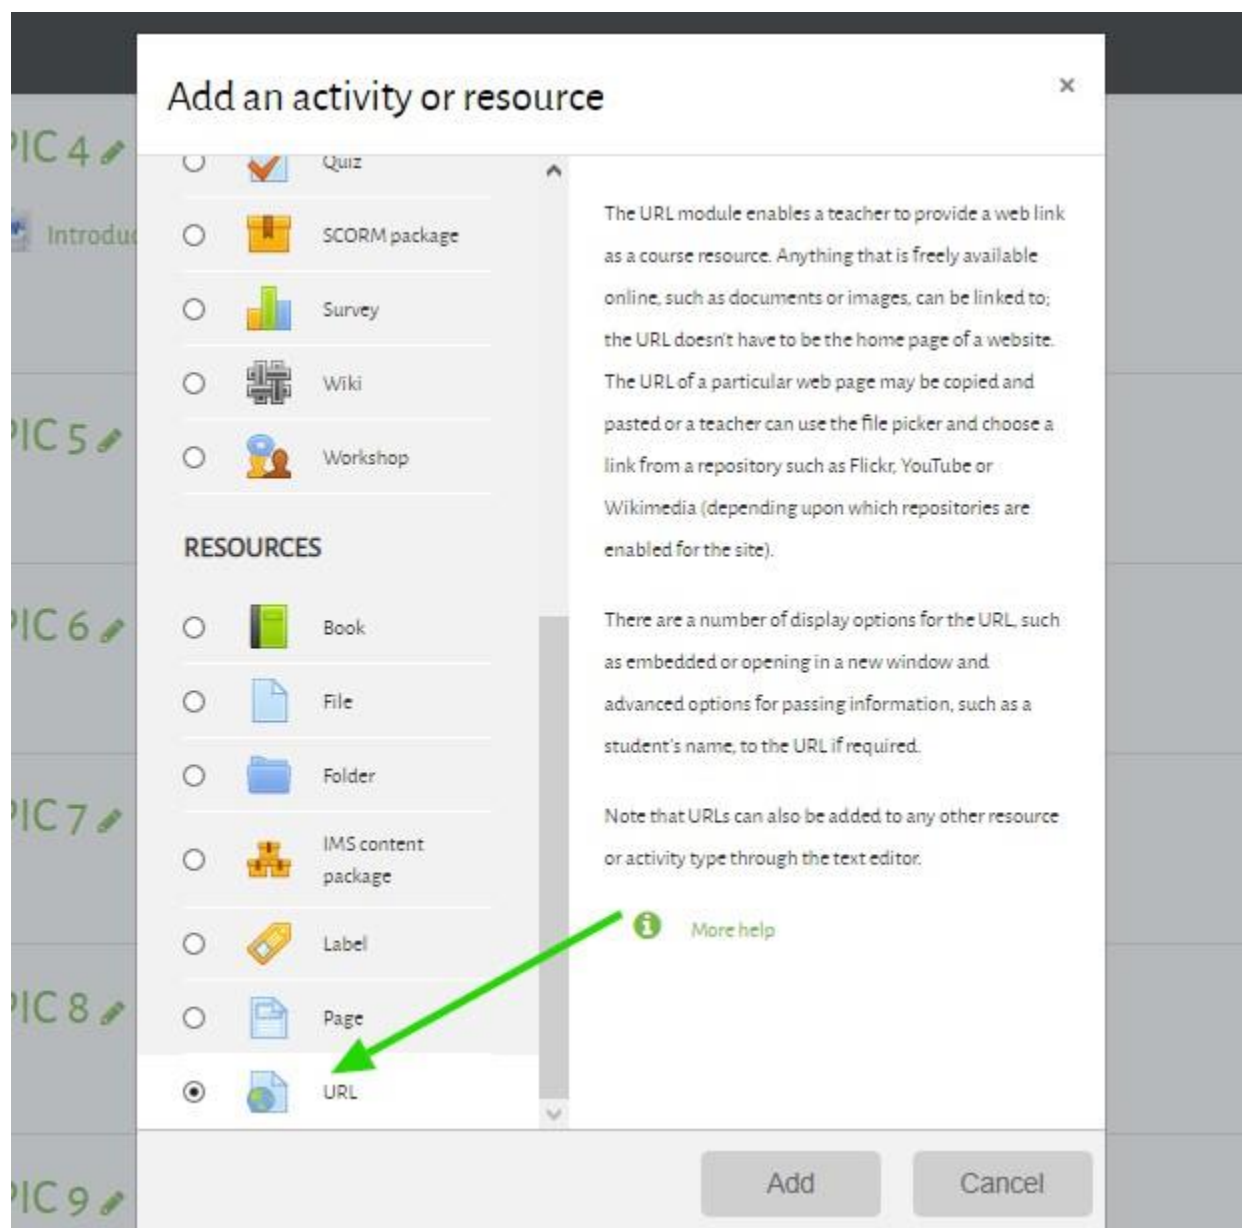 Add an activity or resource
×
PIC 4
Introduc
PIC 5
PIC 6
PIC 7
PIC 8
PIC 9
Quiz
SCORM package
Survey
Wiki
Workshop
RESOURCES
Book
File
Folder
IMS content
package
Label
Page
URL
The URL module enables a teacher to provide a web link
as a course resource. Anything that is freely available
online, such as documents or images, can be linked to;
the URL doesn't have to be the home page of a website.
The URL of a particular web page may be copied and
pasted or a teacher can use the file picker and choose a
link from a repository such as Flickr, YouTube or
Wikimedia (depending upon which repositories are
enabled for the site).
There are a number of display options for the URL, such
as embedded or opening in a new window and
advanced options for passing information, such as a
student's name, to the URL if required.
Note that URLs can also be added to any other resource
or activity type through the text editor.
More help
Add
Cancel